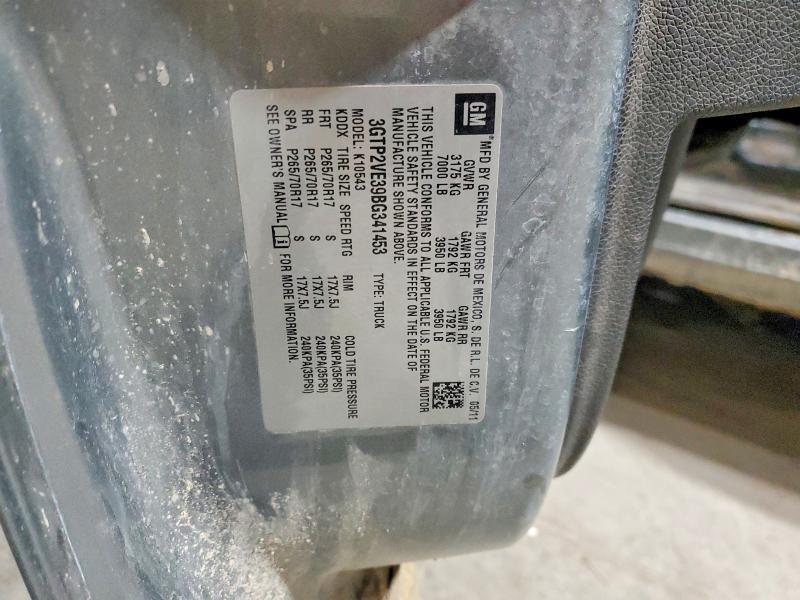 GM MFD BY GENERAL MOTORS DE MEXICO, S. DE R.L. DE C.V. 05/11
GVWR GAWR FRT GAWR RR
3175 KG 1792 KG 1792 KG
7000 LB 3950 LB 3950 LB
THIS VEHICLE CONFORMS TO ALL APPLICABLE U.S. FEDERAL MOTOR
VEHICLE SAFETY STANDARDS IN EFFECT ON THE DATE OF
MANUFACTURE SHOWN ABOVE.
3GTP2VE39BG341453 TYPE: TRUCK
MODEL: K10543
KDDX TIRE SIZE SPEED RTG RIM COLD TIRE PRESSURE
FRT P265/70R17 S 17X7.5J 240KPA(35PSI)
RR P265/70R17 S 17X7.5J 240KPA(35PSI)
SPA P265/70R17 S 17X7.5J 240KPA(35PSI)
SEE OWNER'S MANUAL i FOR MORE INFORMATION.